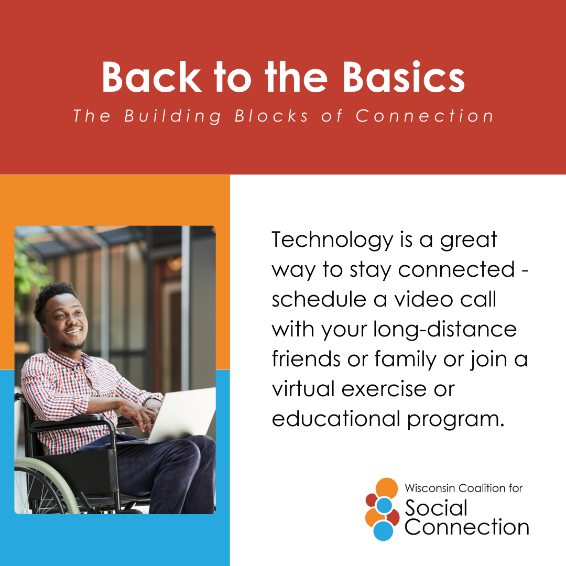 Back to the Basics
The Building Blocks of Connection
Technology is a great
way to stay connected -
schedule a video call
with your long-distance
friends or family or join a
virtual exercise or
educational program.
Wisconsin Coalition for
Social
Connection